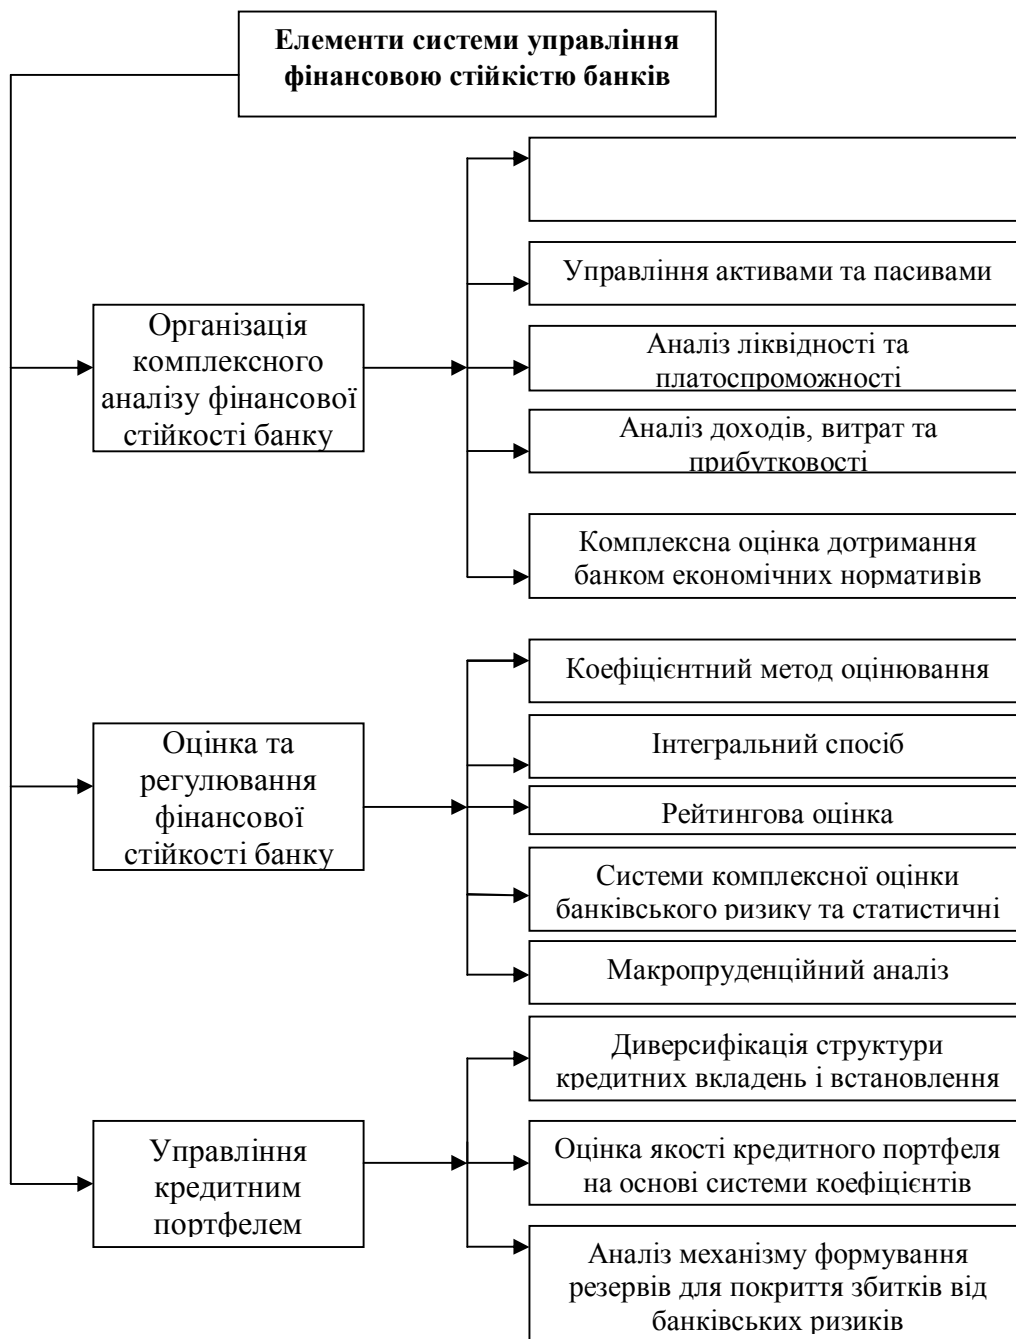 Елементи системи управління
фінансовою стійкістю банків
Управління активами та пасивами
Організація
комплексного
аналізу фінансової
стійкості банку
Аналіз ліквідності та
платоспроможності
Аналіз доходів, витрат та
прибутковості
Комплексна оцінка дотримання
банком економічних нормативів
Коефіцієнтний метод оцінювання
Оцінка та
регулювання
фінансової
стійкості банку
Інтегральний спосіб
Рейтингова оцінка
Системи комплексної оцінки
банківського ризику та статистичні
Макропруденційний аналіз
Диверсифікація структури
кредитних вкладень і встановлення
Управління
кредитним
портфелем
Оцінка якості кредитного портфеля
на основі системи коефіцієнтів
Аналіз механізму формування
резервів для покриття збитків від
банківських ризиків